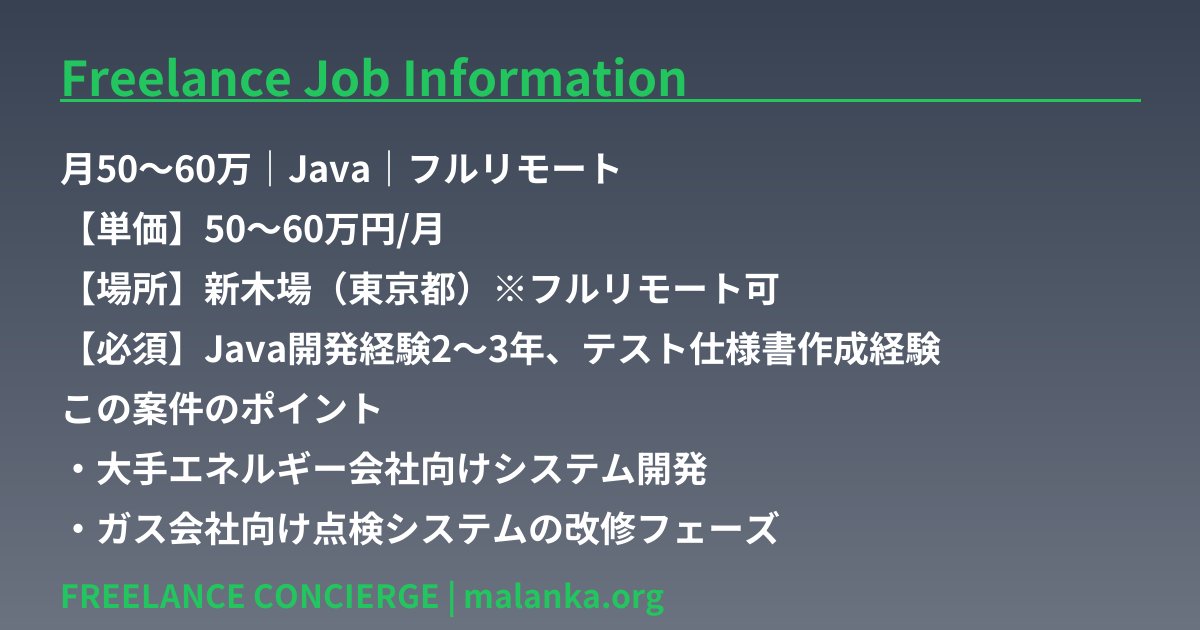 Freelance Job Information
月50〜60万｜Java｜フルリモート
【単価】50〜60万円/月
【場所】新木場（東京都）※フルリモート可
【必須】Java開発経験2〜3年、テスト仕様書作成経験
この案件のポイント
・大手エネルギー会社向けシステム開発
・ガス会社向け点検システムの改修フェーズ
FREELANCE CONCIERGE | malanka.org